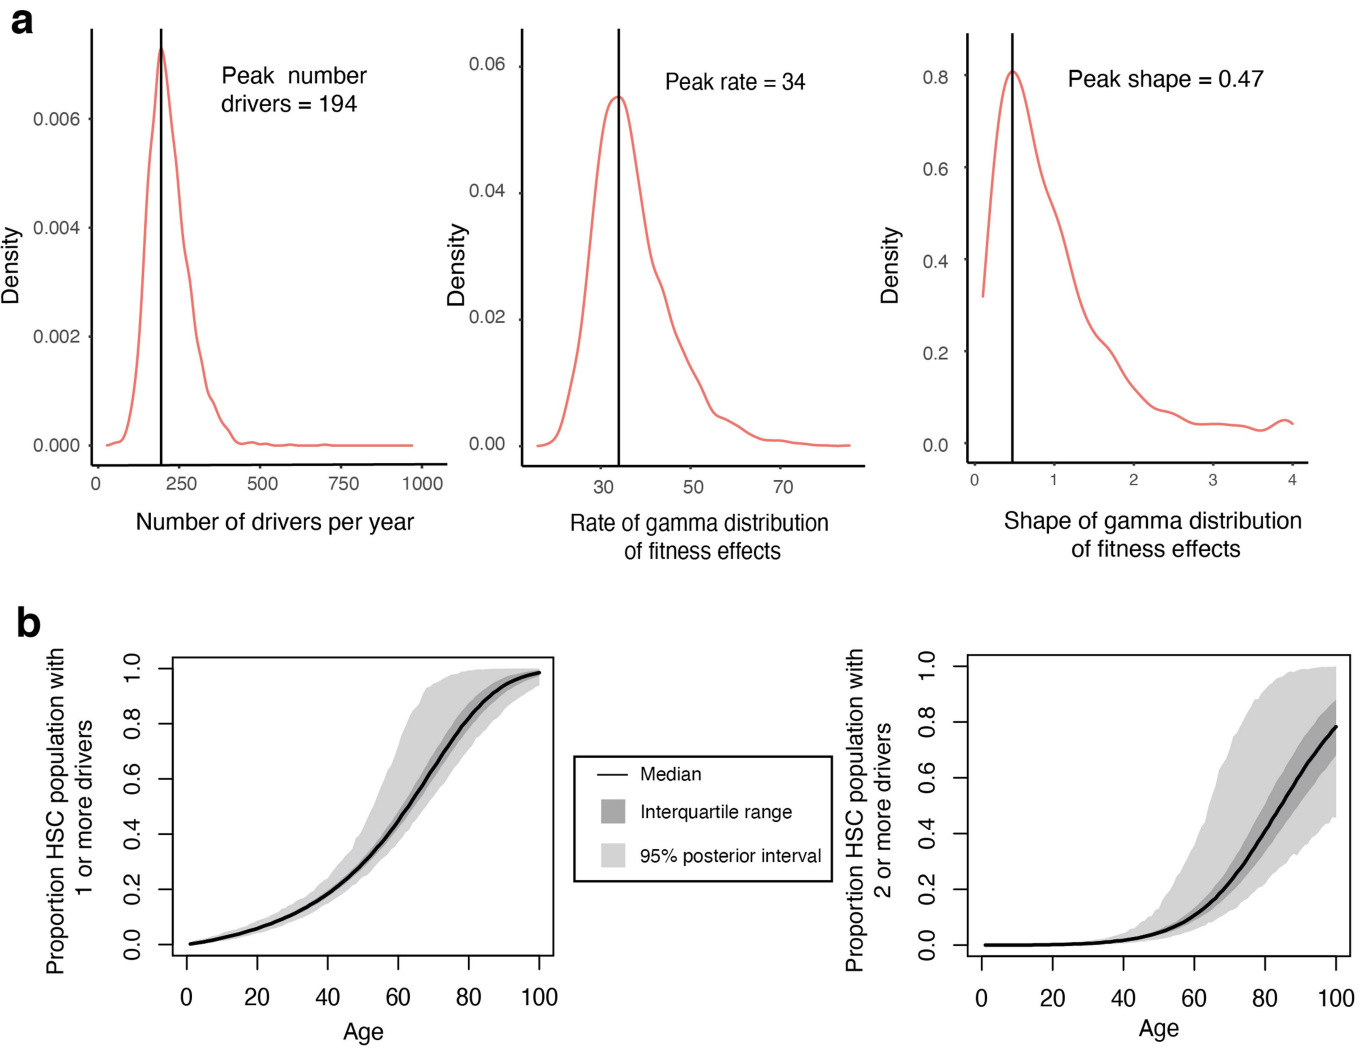 a
Peak number
drivers = 194
Density
0.006
0.004
0.002
0.000
0
250
500
750
1000
Number of drivers per year
Peak rate = 34
Density
0.06
0.04
0.02
0.00
30
50
70
Rate of gamma distribution
of fitness effects
Peak shape = 0.47
Density
0.8
0.6
0.4
0.2
0.0
0
1
2
3
4
Shape of gamma distribution
of fitness effects
b
Proportion HSC population with
1 or more drivers
1.0
0.8
0.6
0.4
0.2
0.0
0
20
40
60
80
100
Age
Median
Interquartile range
95% posterior interval
Proportion HSC population with
2 or more drivers
1.0
0.8
0.6
0.4
0.2
0.0
0
20
40
60
80
100
Age